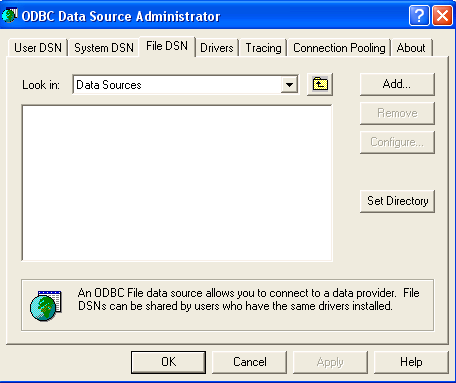 ODBC Data Source Administrator
User DSN System DSN File DSN Drivers Tracing Connection Pooling About
Look in: Data Sources
Add...
Remove
Configure...
Set Directory
An ODBC File data source allows you to connect to a data provider. File
DSNs can be shared by users who have the same drivers installed.
OK Cancel Apply Help